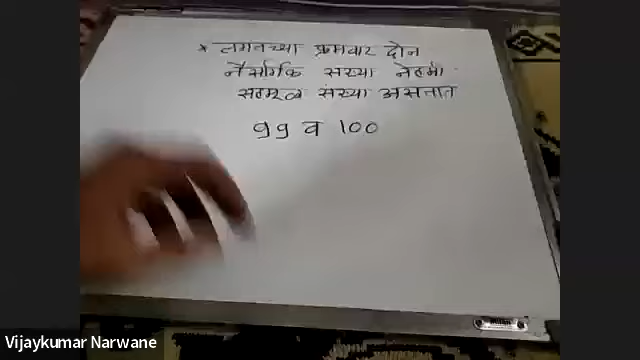 * लगतच्या क्रमवार दोन
नैसर्गिक संख्या नेहमी
सहमूळ संख्या असतात
99 व 100
Vijaykumar Narwane